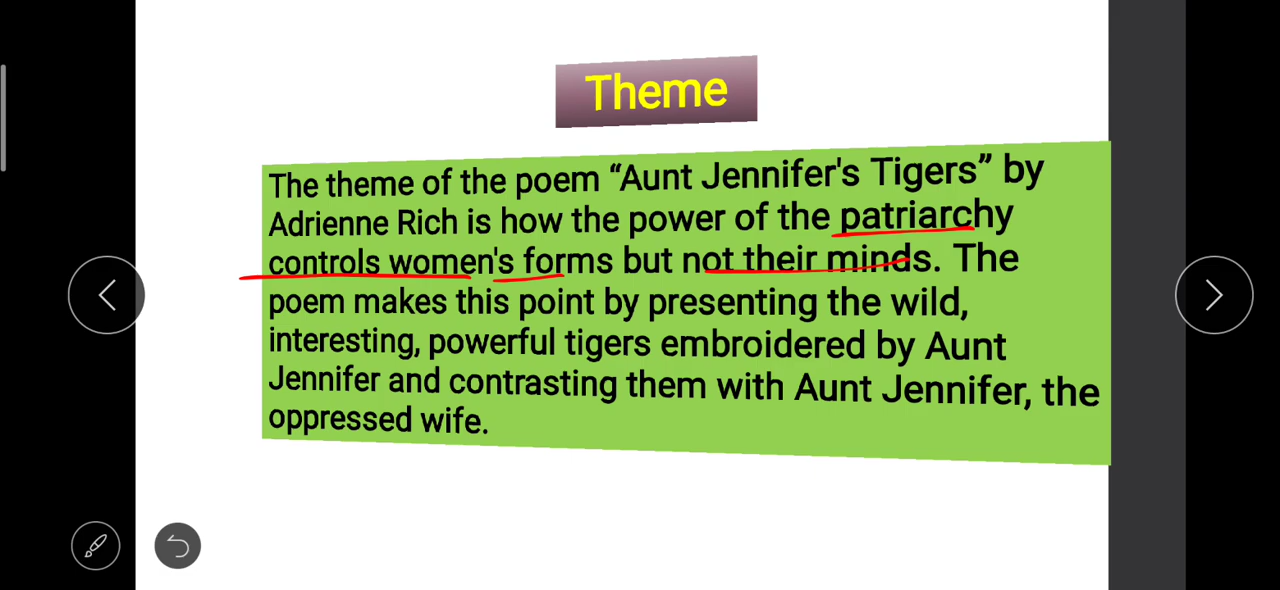 Theme
The theme of the poem “Aunt Jennifer's Tigers” by
Adrienne Rich is how the power of the patriarchy
controls women's forms but not their minds. The
poem makes this point by presenting the wild,
interesting, powerful tigers embroidered by Aunt
Jennifer and contrasting them with Aunt Jennifer, the
oppressed wife.